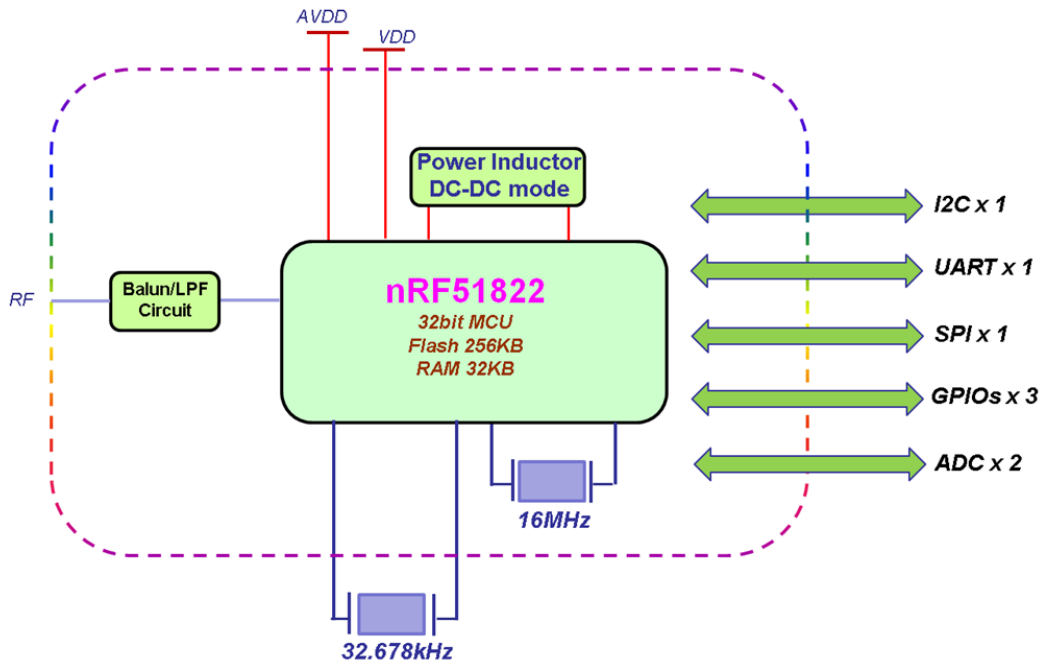 AVDD
VDD
Power Inductor
DC-DC mode
I2C x 1
UART x 1
RF
Balun/LPF
Circuit
nRF51822
32bit MCU
Flash 256KB
RAM 32KB
SPI x 1
GPIOs x 3
ADC x 2
16MHz
32.678kHz